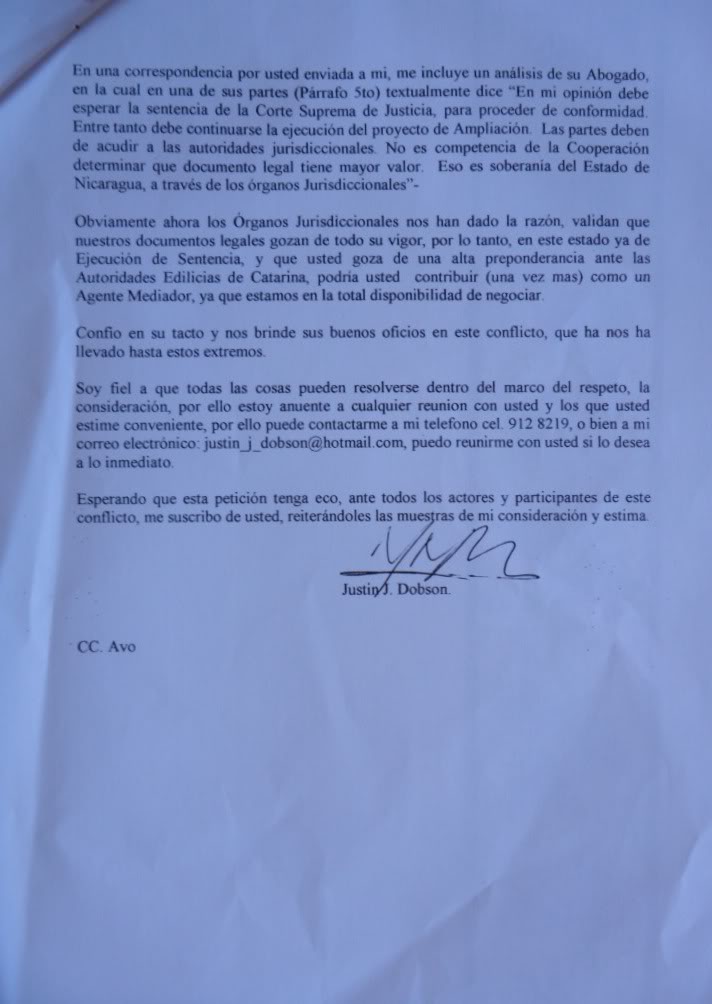 En una correspondencia por usted enviada a mi, me incluye un análisis de su Abogado,
en la cual en una de sus partes (Párrafo 5to) textualmente dice “En mi opinión debe
esperar la sentencia de la Corte Suprema de Justicia, para proceder de conformidad.
Entre tanto debe continuarse la ejecución del proyecto de Ampliación. Las partes deben
de acudir a las autoridades jurisdiccionales. No es competencia de la Cooperación
determinar que documento legal tiene mayor valor. Eso es soberanía del Estado de
Nicaragua, a través de los órganos Jurisdiccionales”-
Obviamente ahora los Órganos Jurisdiccionales nos han dado la razón, validan que
nuestros documentos legales gozan de todo su vigor, por lo tanto, en este estado ya de
Ejecución de Sentencia, y que usted goza de una alta preponderancia ante las
Autoridades Edilicias de Catarina, podría usted contribuir (una vez mas) como un
Agente Mediador, ya que estamos en la total disponibilidad de negociar.
Confio en su tacto y nos brinde sus buenos oficios en este conflicto, que ha nos ha
llevado hasta estos extremos.
Soy fiel a que todas las cosas pueden resolverse dentro del marco del respeto, la
consideración, por ello estoy anuente a cualquier reunion con usted y los que usted
estime conveniente, por ello puede contactarme a mi telefono cel. 912 8219, o bien a mi
correo electrónico: justin_j_dobson@hotmail.com, puedo reunirme con usted si lo desea
a lo inmediato.
Esperando que esta petición tenga eco, ante todos los actores y participantes de este
conflicto, me suscribo de usted, reiterándoles las muestras de mi consideración y estima.
Justin J. Dobson.
CC. Avo